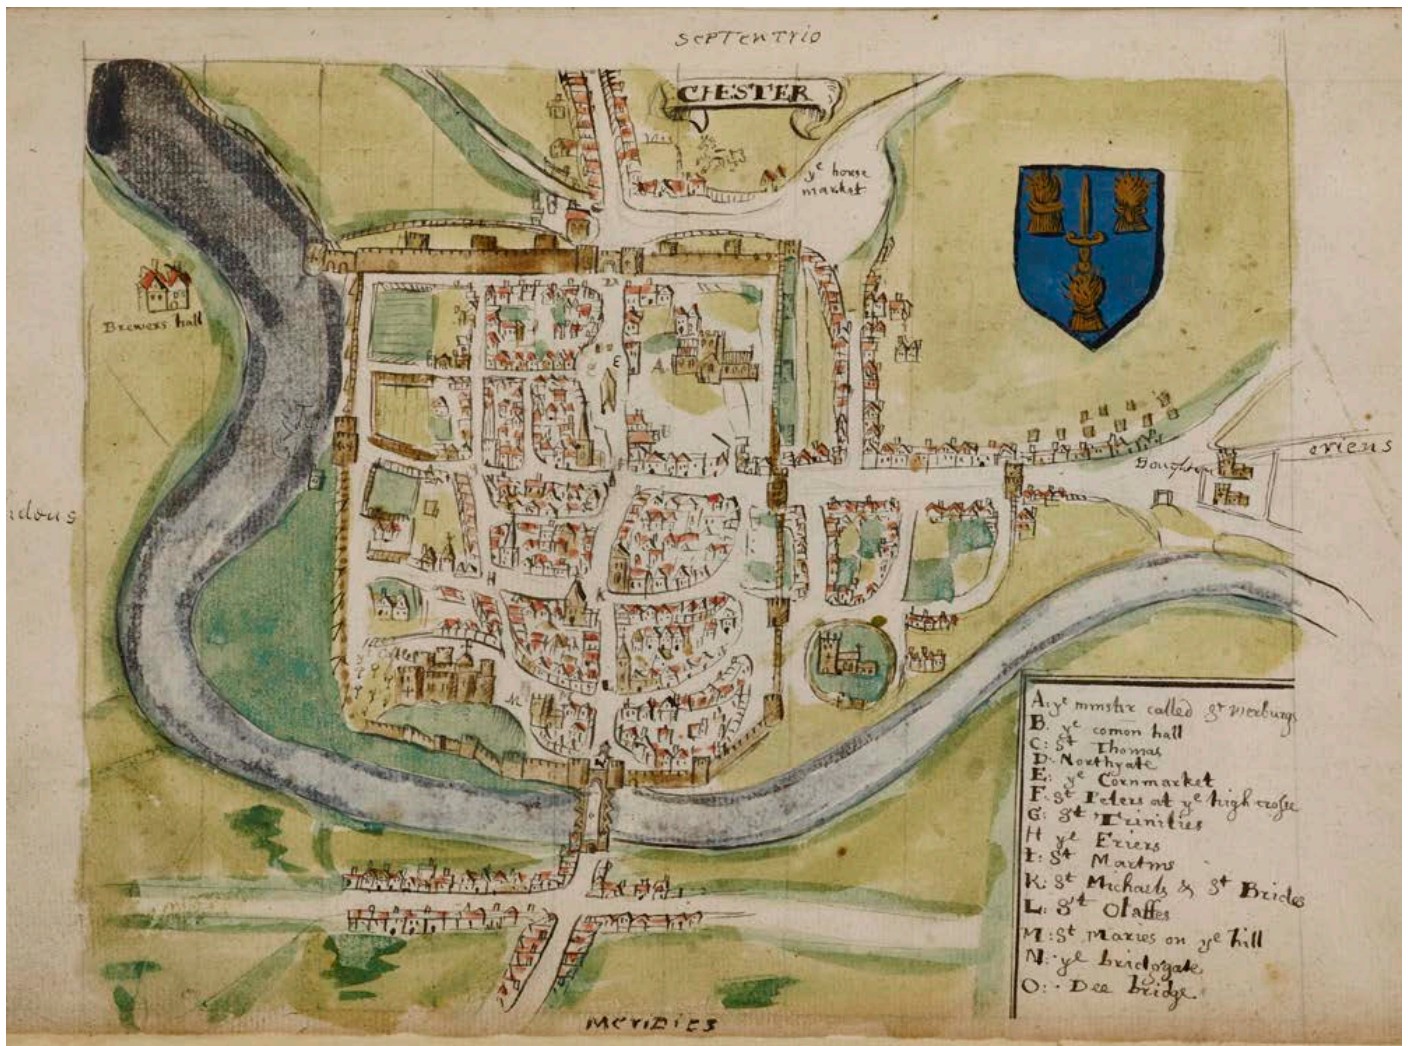 SEPTENTRIO
CHESTER
yᵉ horse
market
Brewers hall
oriens
D
E
A
H
K
M
N
A: yᵉ minster called Sᵗ Werburgs
B. yᵉ comon hall
C: Sᵗ Thomas
D. Northgate
E: yᵉ Cornmarket
F. Sᵗ Peters at yᵉ high crosse
G: Sᵗ Trinities
H yᵉ Friers
I: Sᵗ Martins
K: Sᵗ Michaels & Sᵗ Brides
L: Sᵗ Olaffes
M: Sᵗ Maries on yᵉ hill
N: yᵉ bridgate
O: Dee bridge
MERIDIES